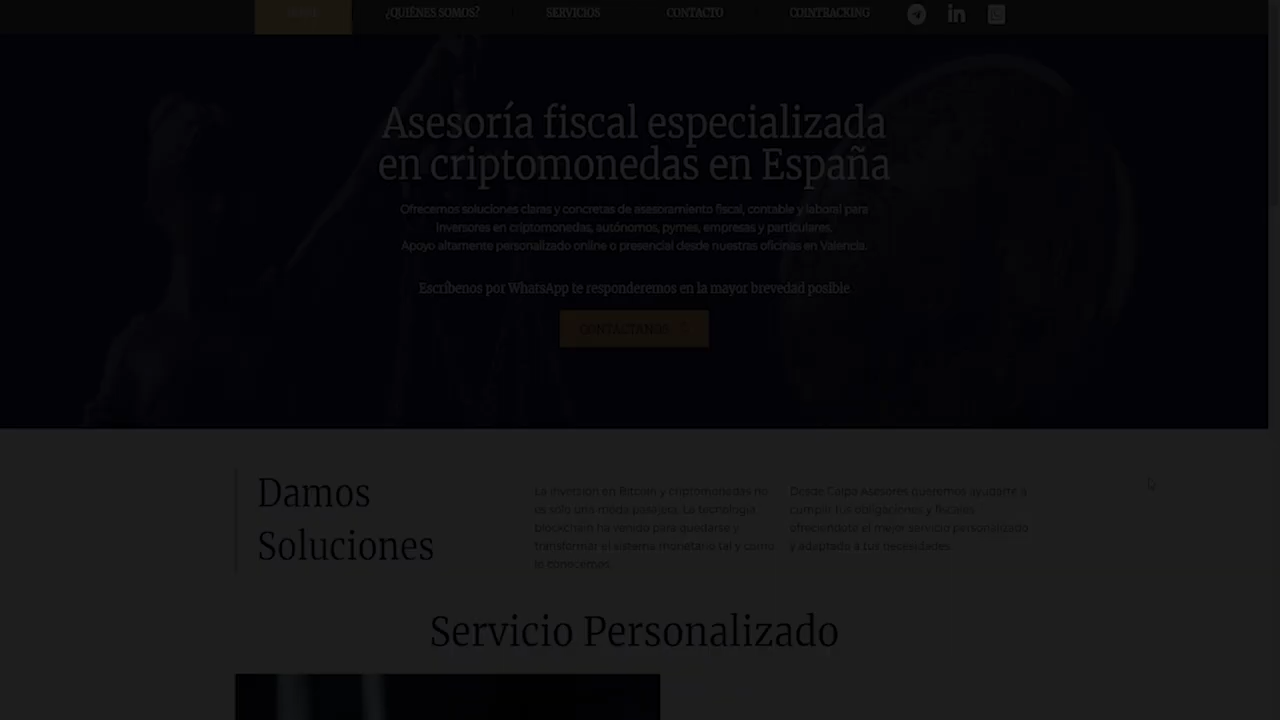 HOME
¿QUIÉNES SOMOS?
SERVICIOS
CONTACTO
COINTRACKING
Asesoría fiscal especializada
en criptomonedas en España
Ofrecemos soluciones claras y concretas de asesoramiento fiscal, contable y laboral para
Inversores en criptomonedas, autónomos, pymes, empresas y particulares.
Apoyo altamente personalizado online o presencial desde nuestras oficinas en Valencia.
Escríbenos por WhatsApp te responderemos en la mayor brevedad posible
CONTÁCTANOS
Damos
Soluciones
La inversión en Bitcoin y criptomonedas no
es sólo una moda pasajera. La tecnología
blockchain ha venido para quedarse y
transformar el sistema monetario tal y como
lo conocemos.
Desde Calpa Asesores queremos ayudarte a
cumplir tus obligaciones y fiscales
ofreciéndote el mejor servicio personalizado
y adaptado a tus necesidades.
Servicio Personalizado